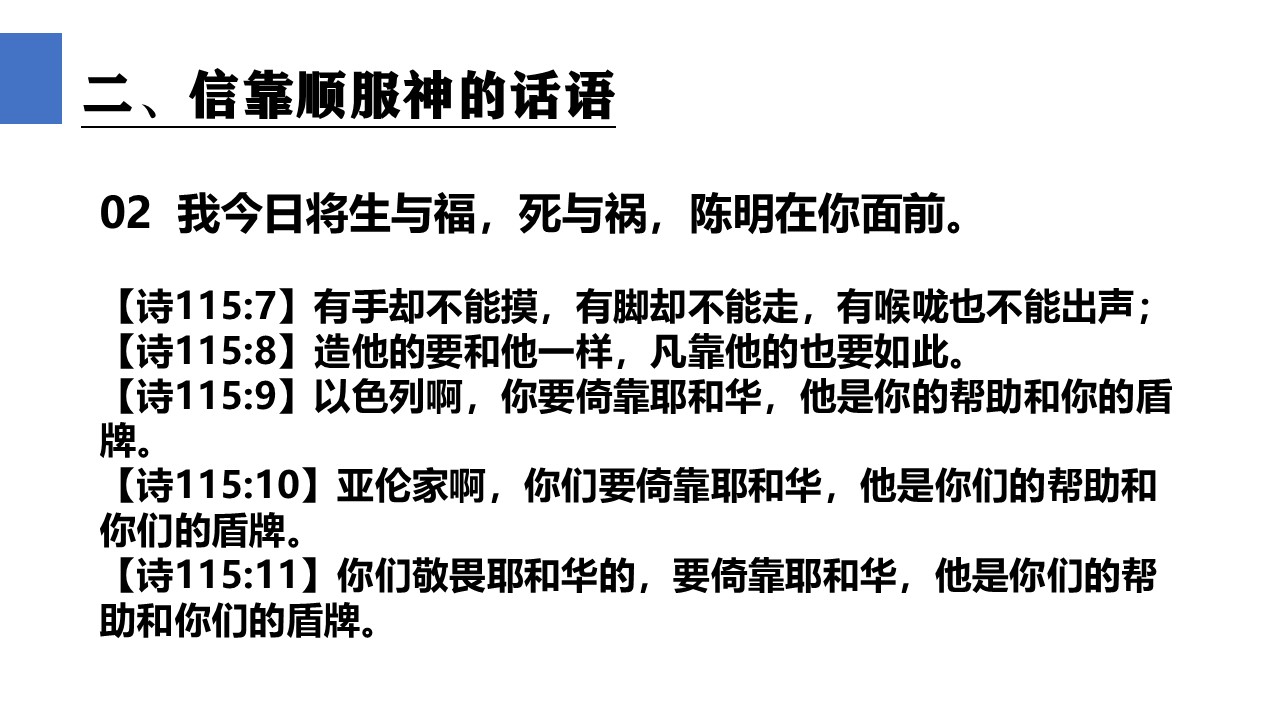 二、信靠顺服神的话语
02 我今日将生与福，死与祸，陈明在你面前。
【诗115:7】有手却不能摸，有脚却不能走，有喉咙也不能出声；
【诗115:8】造他的要和他一样，凡靠他的也要如此。
【诗115:9】以色列啊，你要倚靠耶和华，他是你的帮助和你的盾
牌。
【诗115:10】亚伦家啊，你们要倚靠耶和华，他是你们的帮助和
你们的盾牌。
【诗115:11】你们敬畏耶和华的，要倚靠耶和华，他是你们的帮
助和你们的盾牌。